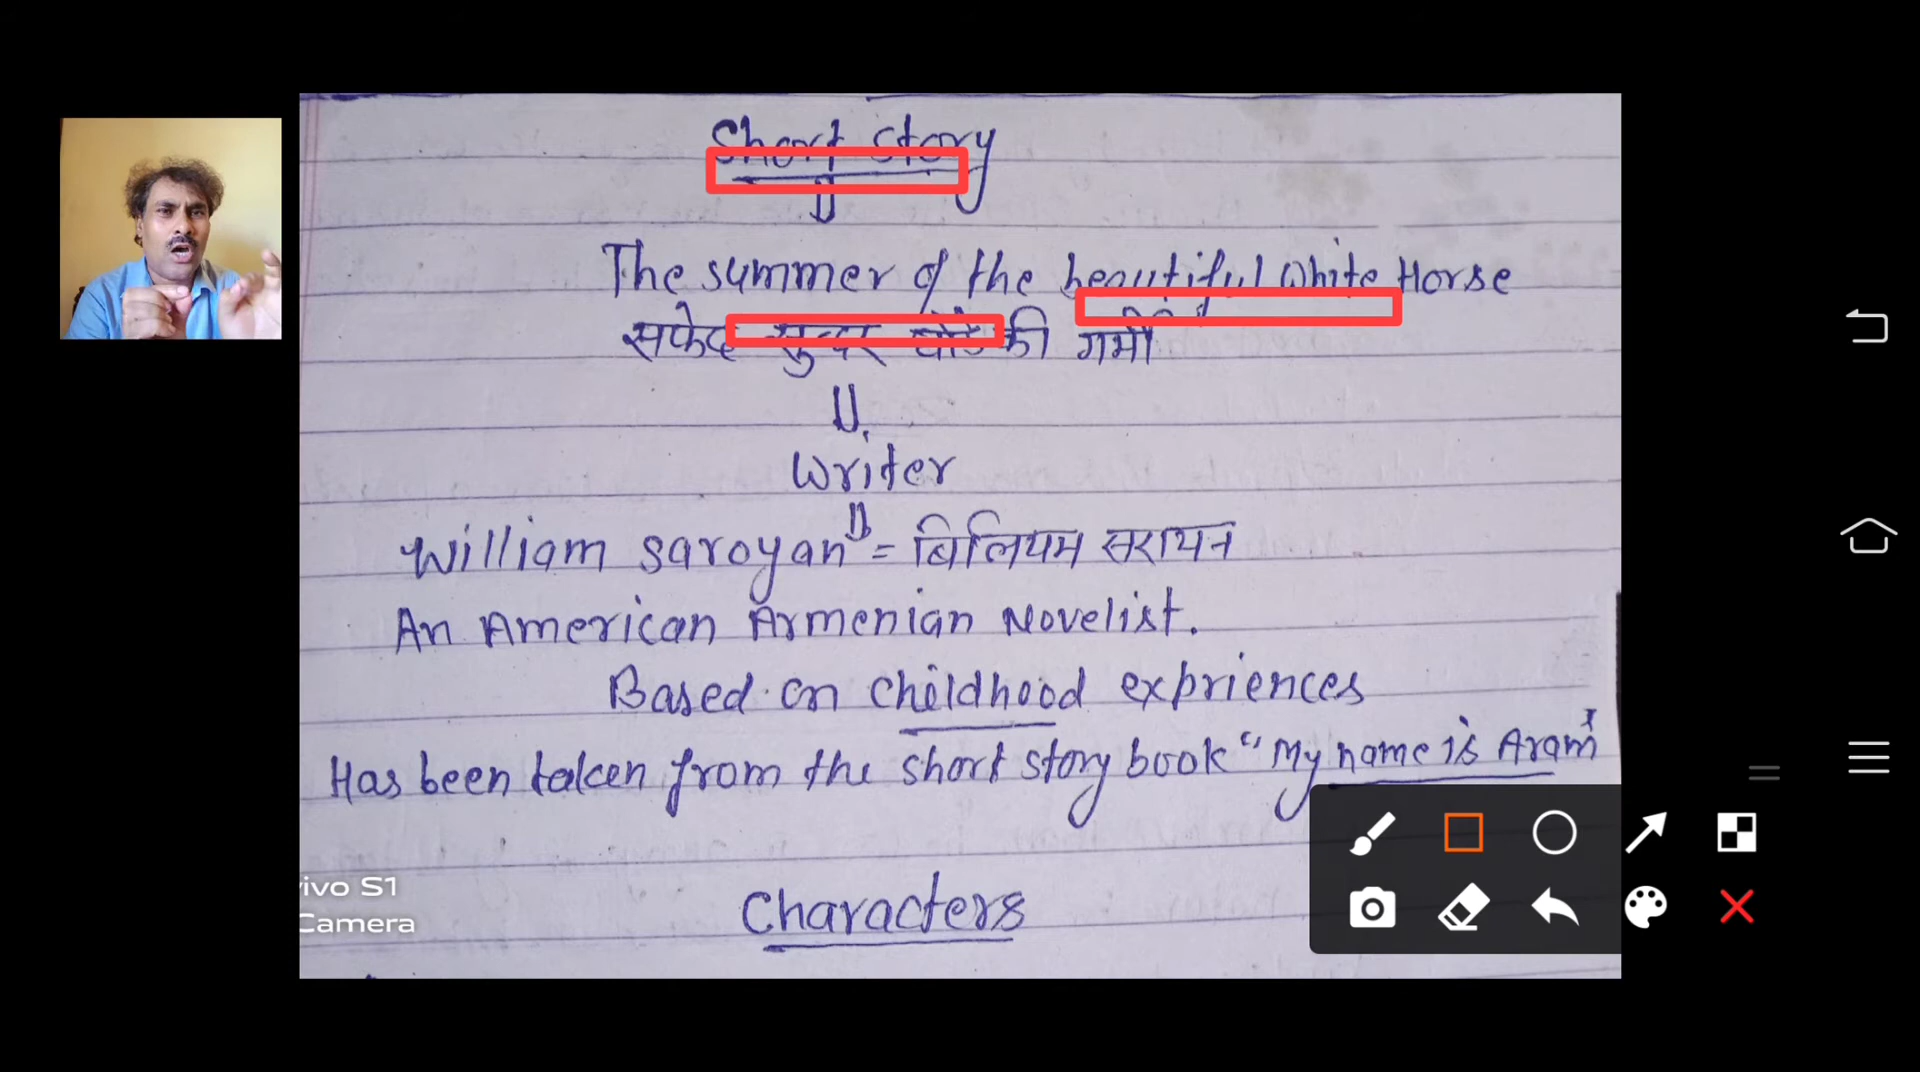 Short story
The summer of the beautiful White Horse
सफेद सुन्दर घोडे की गर्मी
Writer
William Saroyan = बिलियम सरायन
An American Armenian Novelist.
Based on childhood expriences
Has been taken from the short story book "My name is Aram"
vivo S1
Camera
Characters